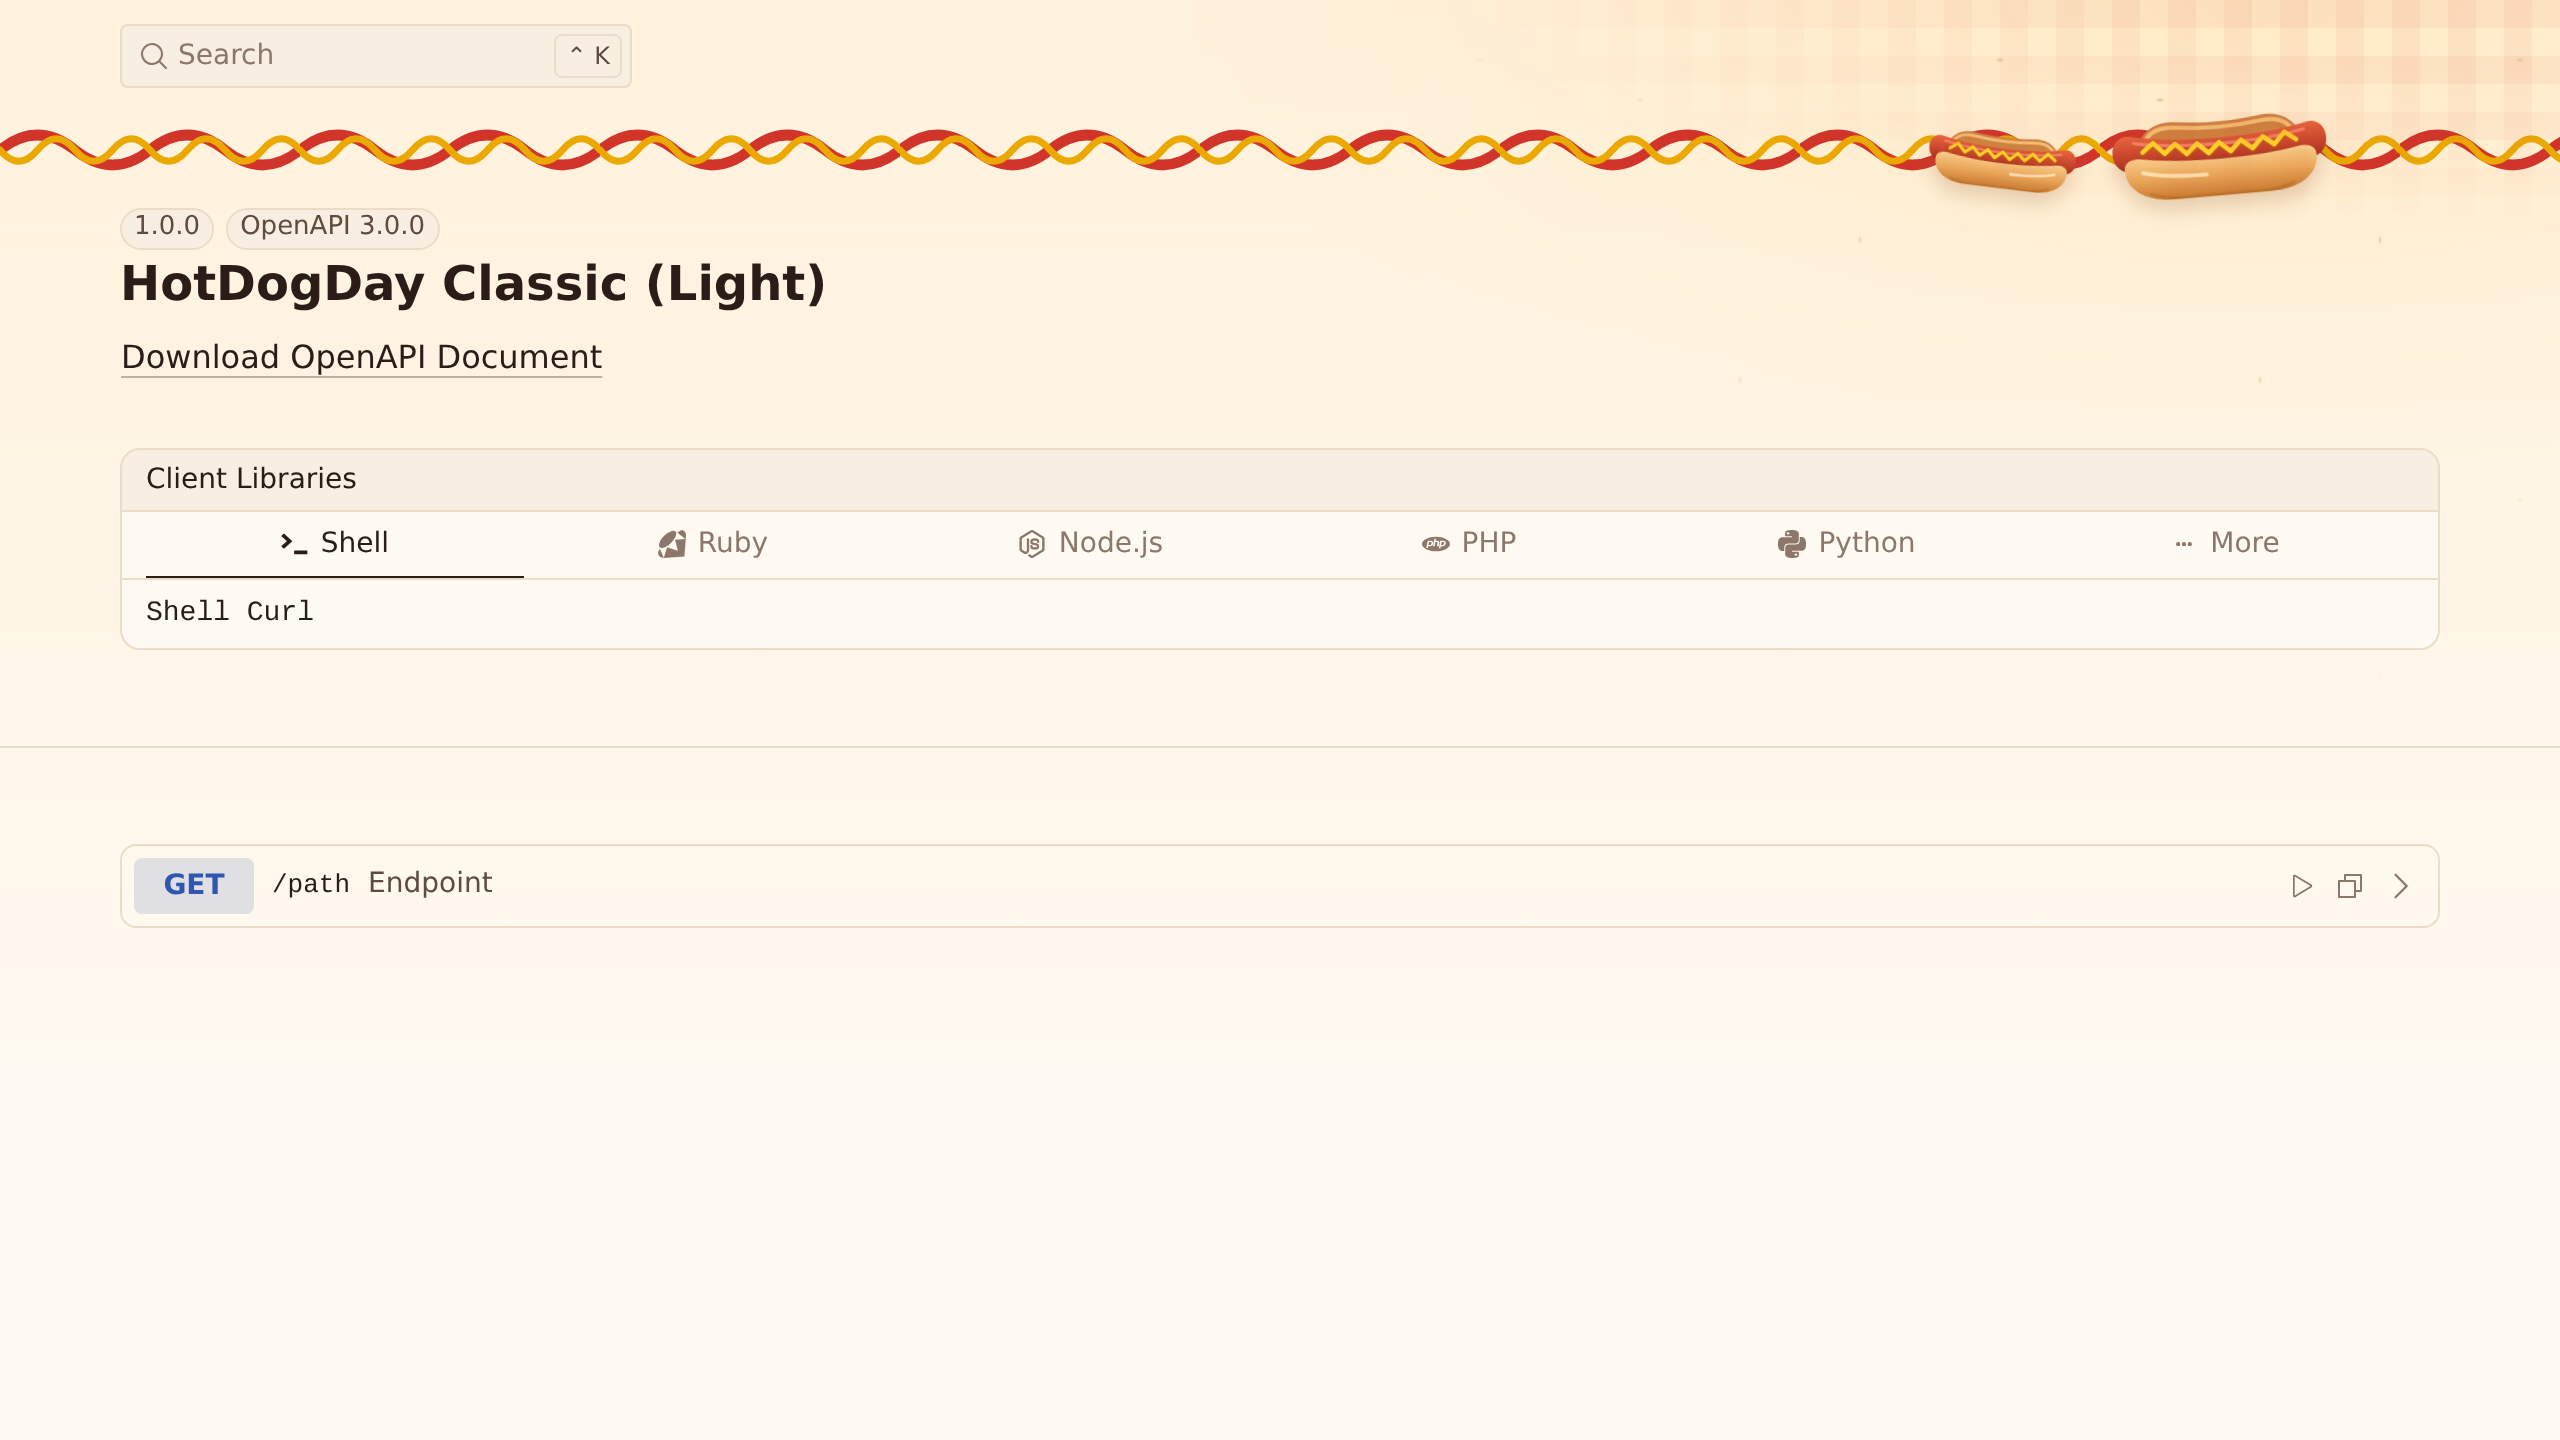 Search ⌃ K
1.0.0 OpenAPI 3.0.0
HotDogDay Classic (Light)
Download OpenAPI Document
Client Libraries
Shell Ruby Node.js PHP Python More
Shell Curl
GET /path Endpoint